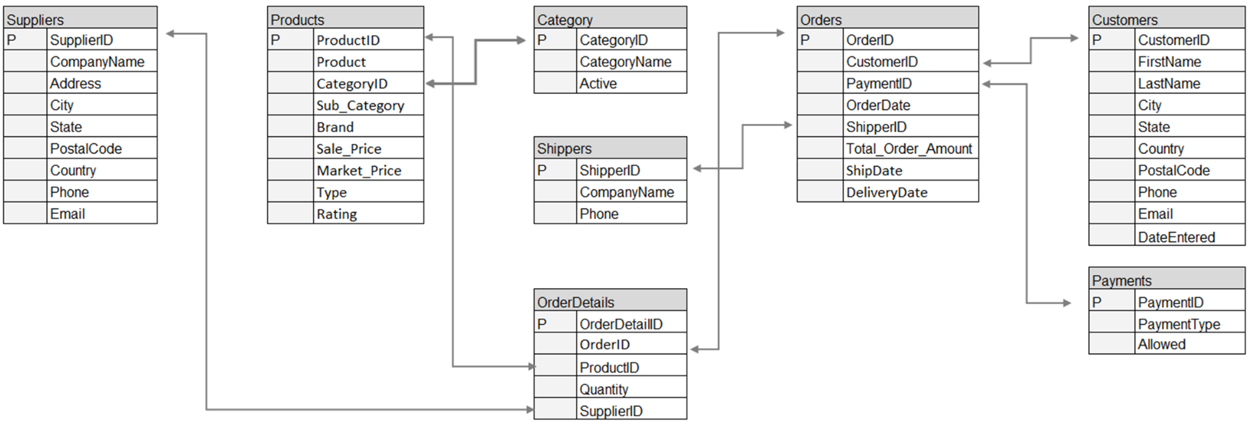 Suppliers
P SupplierID
CompanyName
Address
City
State
PostalCode
Country
Phone
Email
Products
P ProductID
Product
CategoryID
Sub_Category
Brand
Sale_Price
Market_Price
Type
Rating
Category
P CategoryID
CategoryName
Active
Shippers
P ShipperID
CompanyName
Phone
OrderDetails
P OrderDetailID
OrderID
ProductID
Quantity
SupplierID
Orders
P OrderID
CustomerID
PaymentID
OrderDate
ShipperID
Total_Order_Amount
ShipDate
DeliveryDate
Customers
P CustomerID
FirstName
LastName
City
State
Country
PostalCode
Phone
Email
DateEntered
Payments
P PaymentID
PaymentType
Allowed